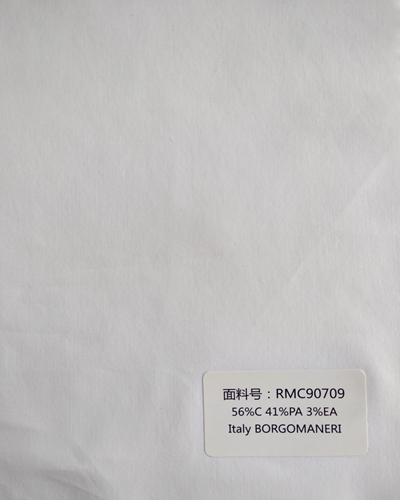 面料号：RMC90709
56%C 41%PA 3%EA
Italy BORGOMANERI